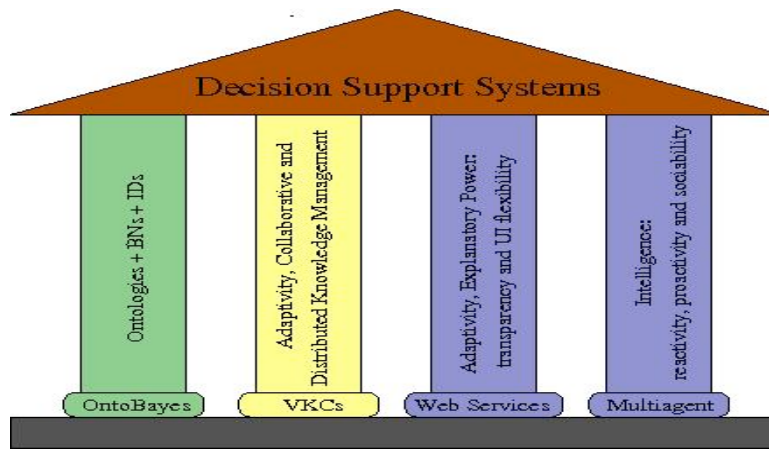 Decision Support Systems
Ontologies + BNs + IDs
Adaptivity, Collaborative and
Distributed Knowledge Management
Adaptivity, Explanatory Power:
transparency and UI flexibility
Intelligence:
reactivity, proactivity and sociability
OntoBayes
VKCs
Web Services
Multiagent